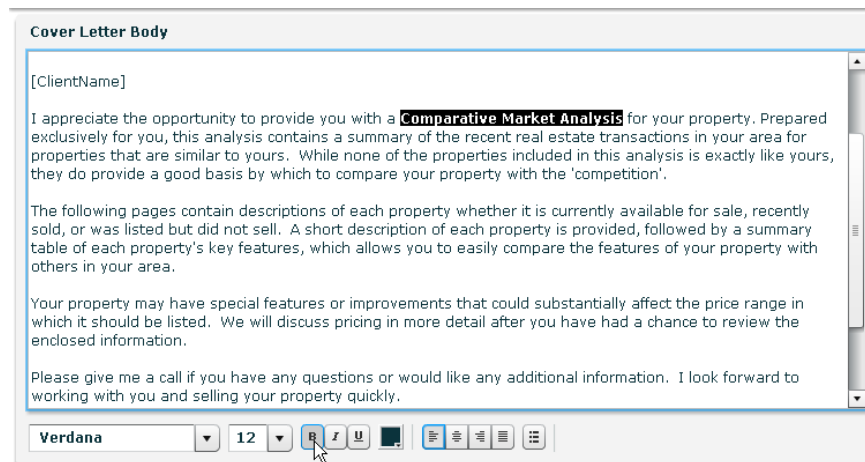 Cover Letter Body
[ClientName]
I appreciate the opportunity to provide you with a Comparative Market Analysis for your property. Prepared
exclusively for you, this analysis contains a summary of the recent real estate transactions in your area for
properties that are similar to yours.  While none of the properties included in this analysis is exactly like yours,
they do provide a good basis by which to compare your property with the 'competition'.
The following pages contain descriptions of each property whether it is currently available for sale, recently
sold, or was listed but did not sell.  A short description of each property is provided, followed by a summary
table of each property's key features, which allows you to easily compare the features of your property with
others in your area.
Your property may have special features or improvements that could substantially affect the price range in
which it should be listed.  We will discuss pricing in more detail after you have had a chance to review the
enclosed information.
Please give me a call if you have any questions or would like any additional information.  I look forward to
working with you and selling your property quickly.
Verdana 12 B I U